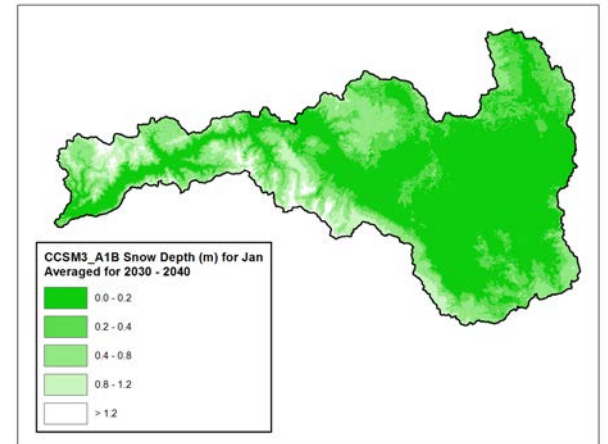 CCSM3_A1B Snow Depth (m) for Jan
Averaged for 2030 - 2040
0.0 - 0.2
0.2 - 0.4
0.4 - 0.8
0.8 - 1.2
> 1.2